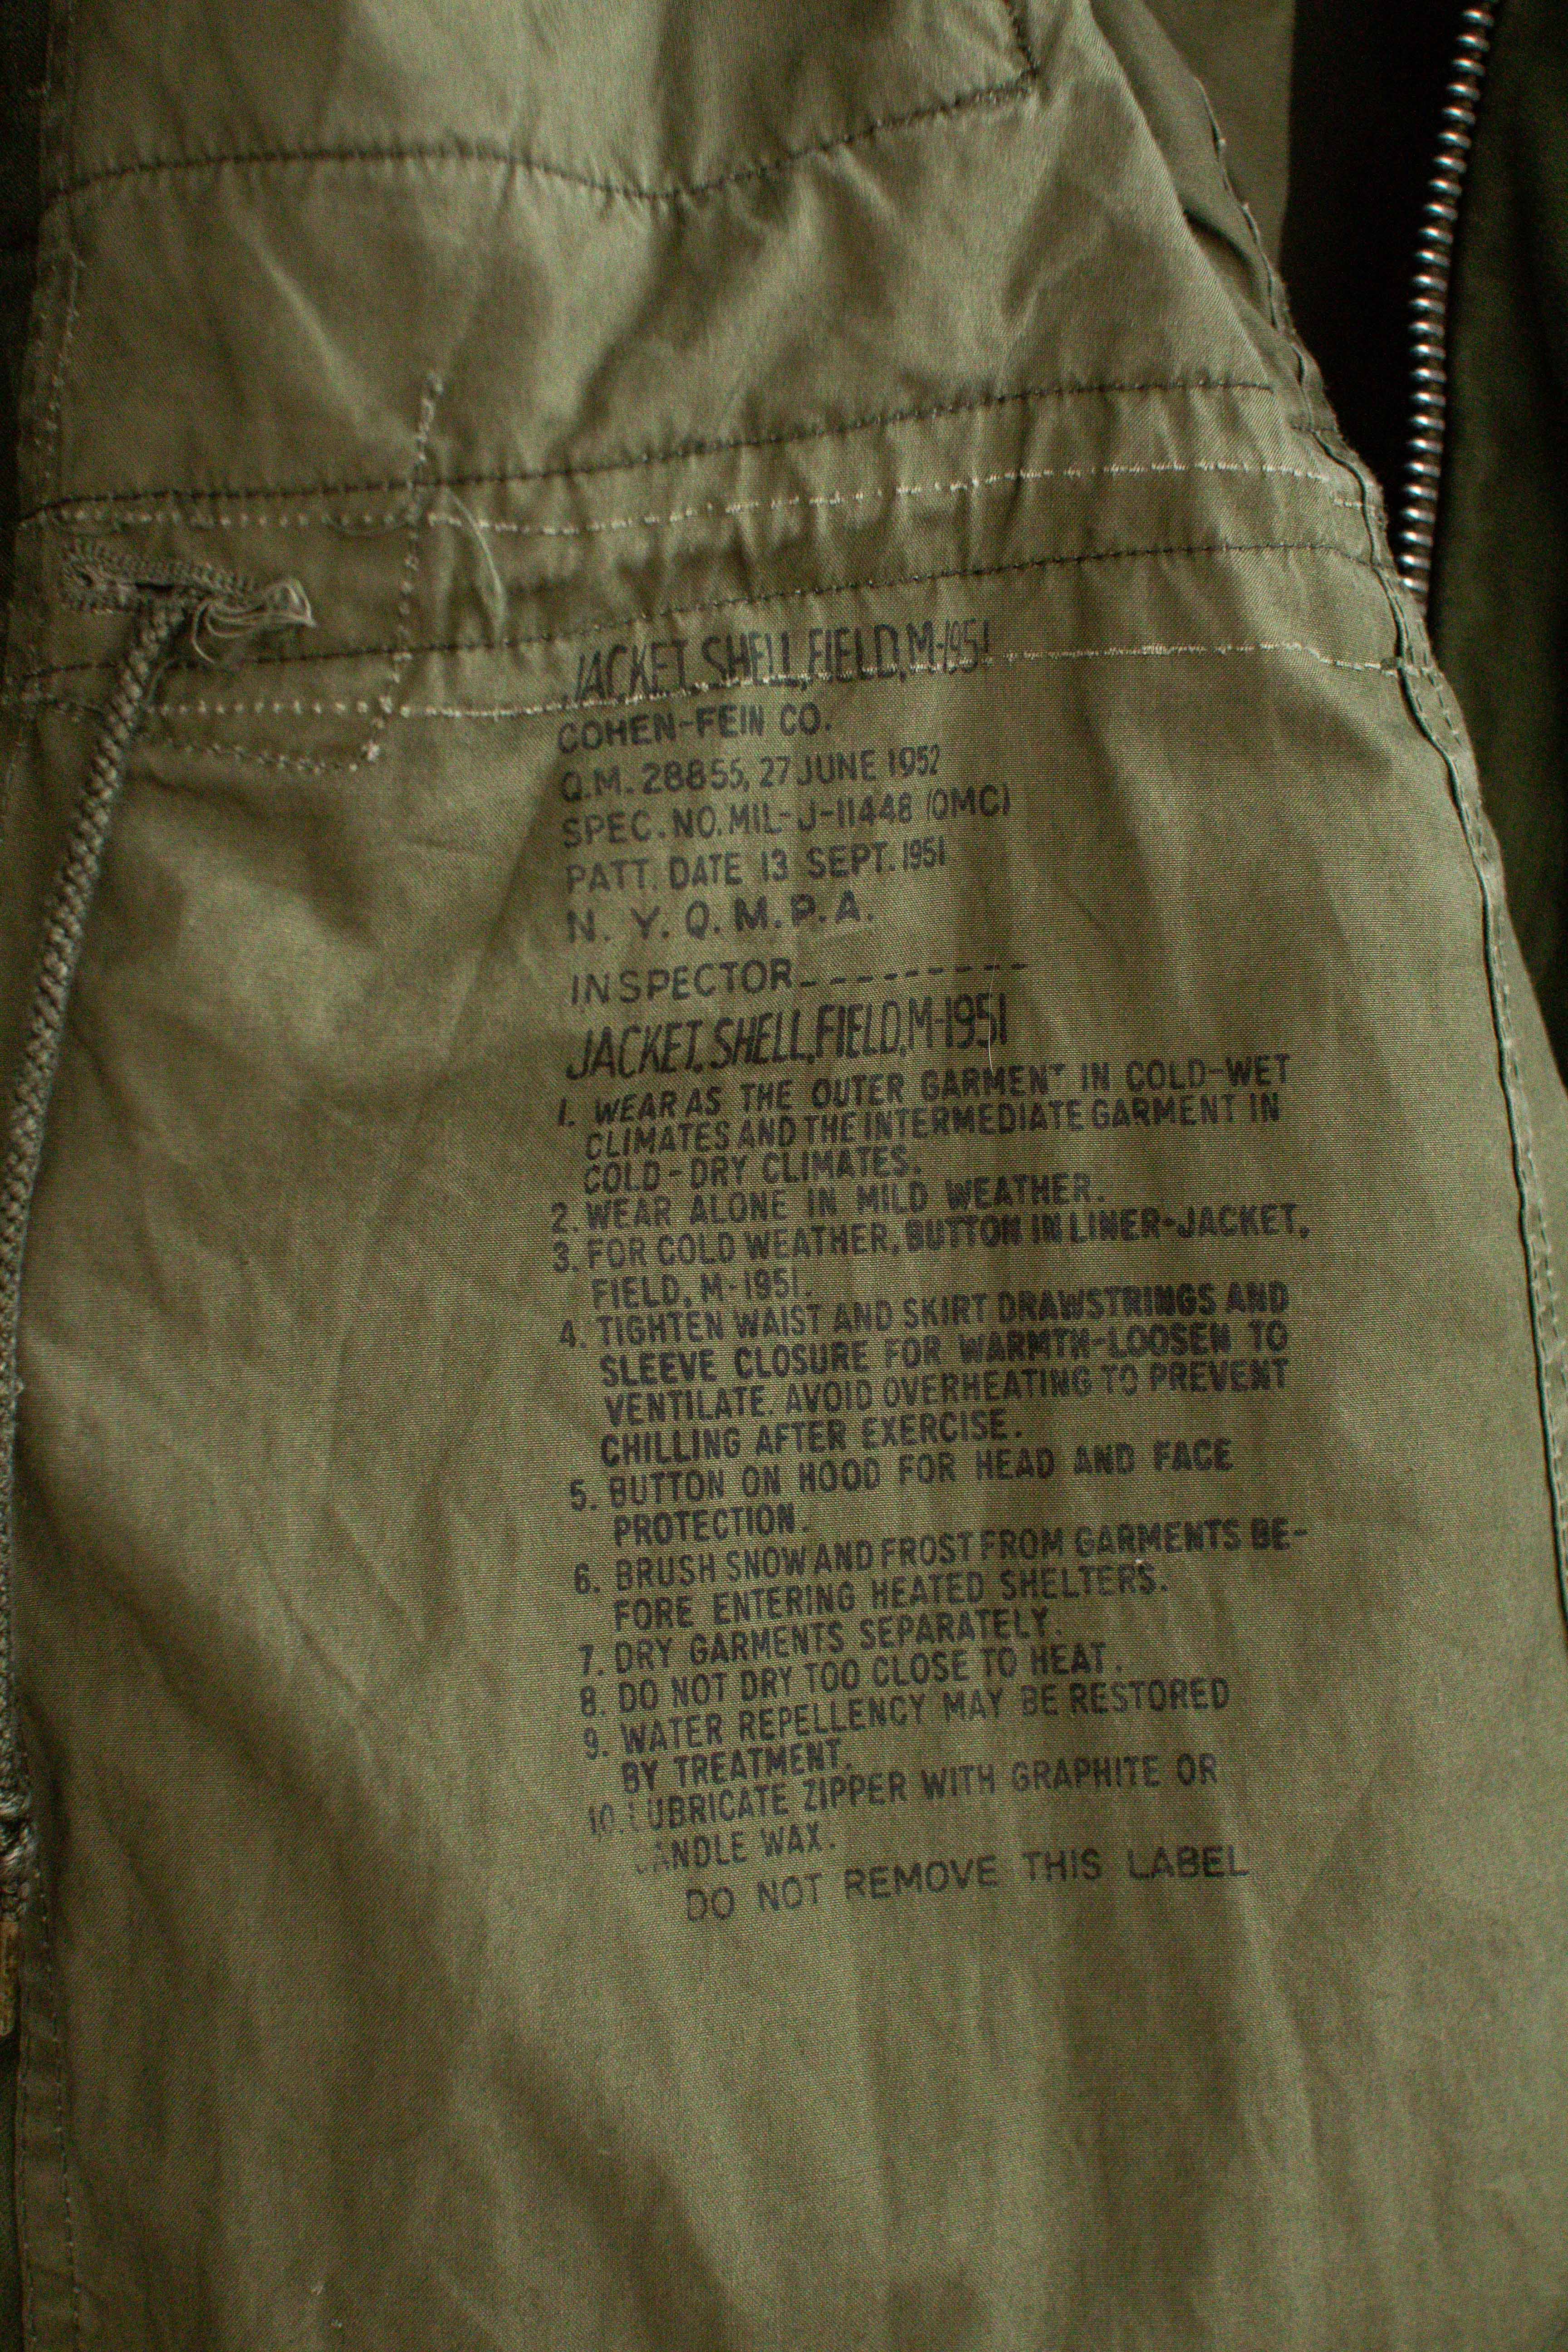 JACKET, SHELL, FIELD, M-1951
COHEN-FEIN CO.
Q.M. 28855, 27 JUNE 1952
SPEC. NO. MIL-J-11448 (QMC)
PATT. DATE 13 SEPT. 1951
N. Y. Q. M. P. A.
INSPECTOR_ _ _ _ _ _ _ _ _
JACKET, SHELL, FIELD, M-1951
1. WEAR AS THE OUTER GARMENT IN COLD-WET
CLIMATES AND THE INTERMEDIATE GARMENT IN
COLD-DRY CLIMATES.
2. WEAR ALONE IN MILD WEATHER.
3. FOR COLD WEATHER, BUTTON IN LINER-JACKET,
FIELD, M-1951.
4. TIGHTEN WAIST AND SKIRT DRAWSTRINGS AND
SLEEVE CLOSURE FOR WARMTH-LOOSEN TO
VENTILATE. AVOID OVERHEATING TO PREVENT
CHILLING AFTER EXERCISE.
5. BUTTON ON HOOD FOR HEAD AND FACE
PROTECTION.
6. BRUSH SNOW AND FROST FROM GARMENTS BE-
FORE ENTERING HEATED SHELTERS.
7. DRY GARMENTS SEPARATELY.
8. DO NOT DRY TOO CLOSE TO HEAT.
9. WATER REPELLENCY MAY BE RESTORED
BY TREATMENT.
10. LUBRICATE ZIPPER WITH GRAPHITE OR
CANDLE WAX.
DO NOT REMOVE THIS LABEL